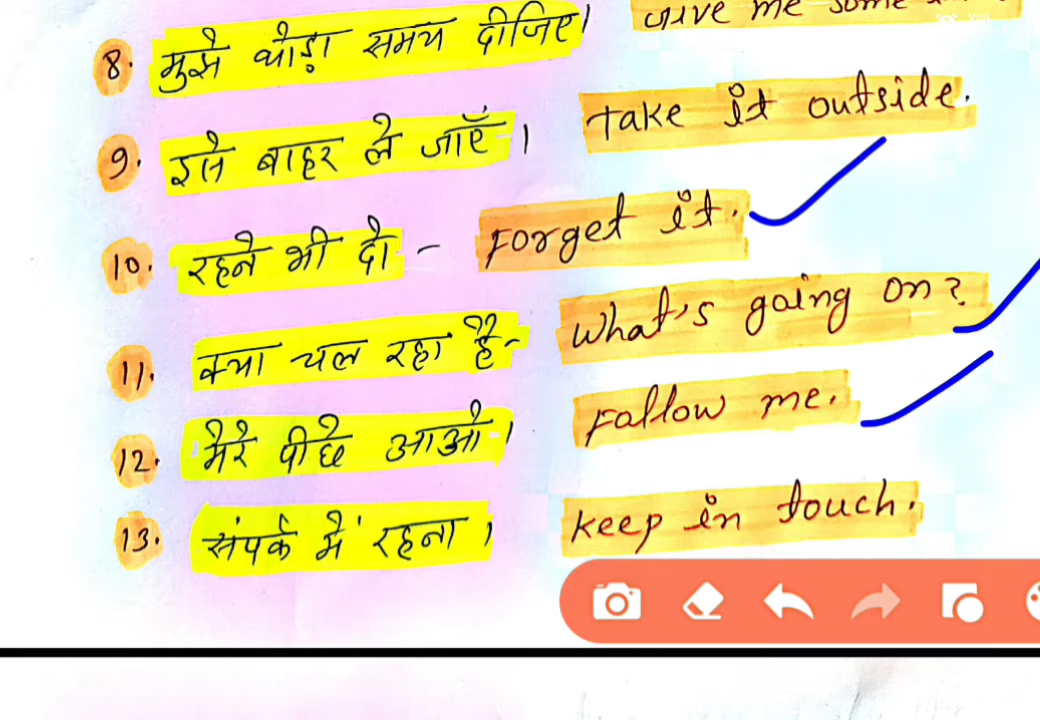 8. मुझे थोड़ा समय दीजिए। Give me some
9. इसे बाहर ले जाएँ। Take it outside.
10. रहने भी दो - Forget it.
11. क्या चल रहा है- What's going on?
12. मेरे पीछे आओ। Follow me.
13. संपर्क में रहना। keep in touch.